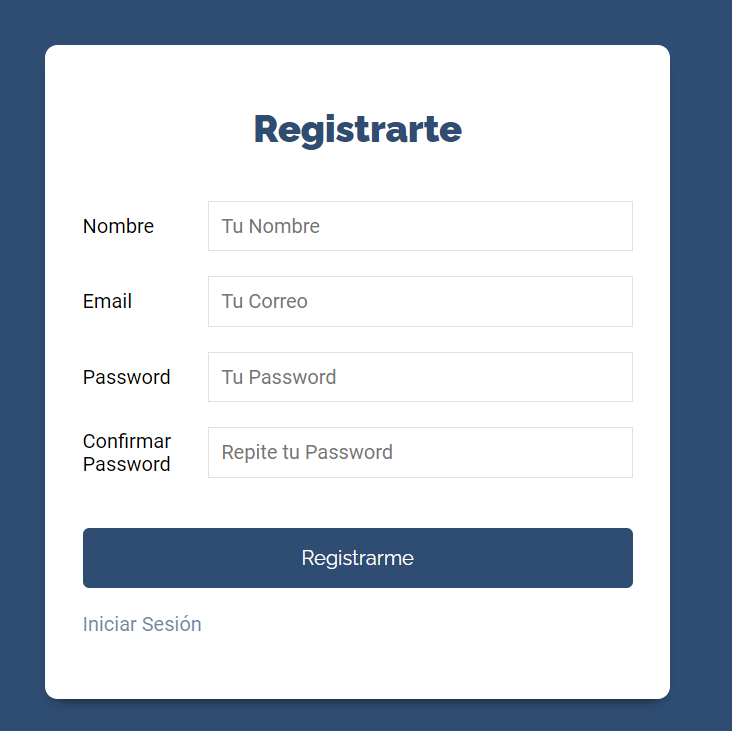 Registrarte
Nombre
Tu Nombre
Email
Tu Correo
Password
Tu Password
Confirmar
Password
Repite tu Password
Registrarme
Iniciar Sesión